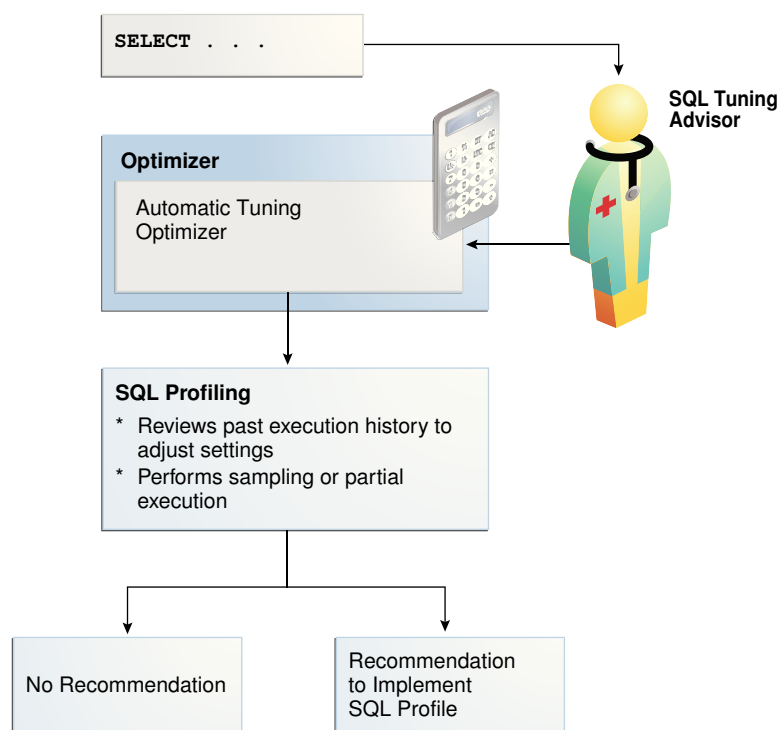 SELECT . . .
SQL Tuning
Advisor
Optimizer
Automatic Tuning
Optimizer
SQL Profiling
* Reviews past execution history to
adjust settings
* Performs sampling or partial
execution
No Recommendation
Recommendation
to Implement
SQL Profile